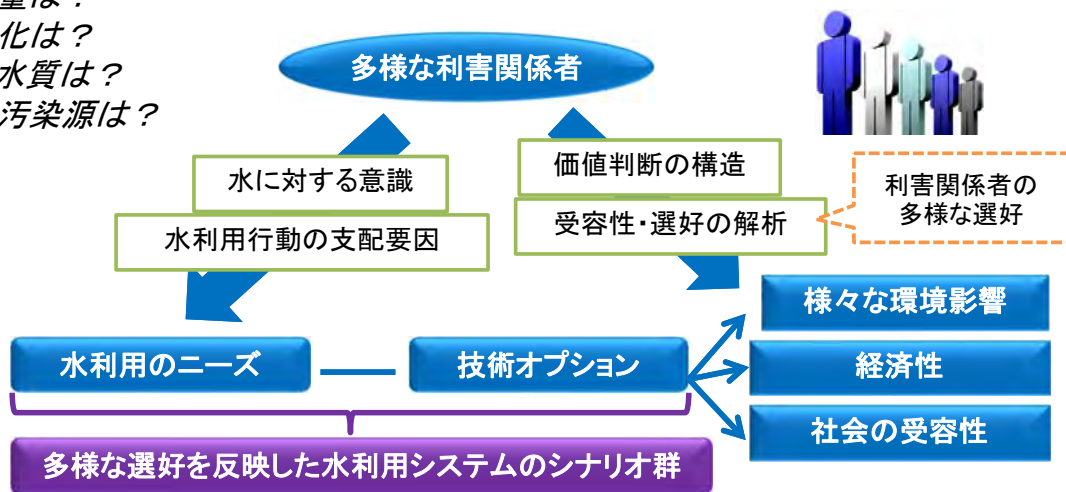 量は？
化は？
水質は？
汚染源は？
多様な利害関係者
水に対する意識
水利用行動の支配要因
価値判断の構造
受容性・選好の解析
利害関係者の
多様な選好
様々な環境影響
経済性
社会の受容性
水利用のニーズ
技術オプション
多様な選好を反映した水利用システムのシナリオ群